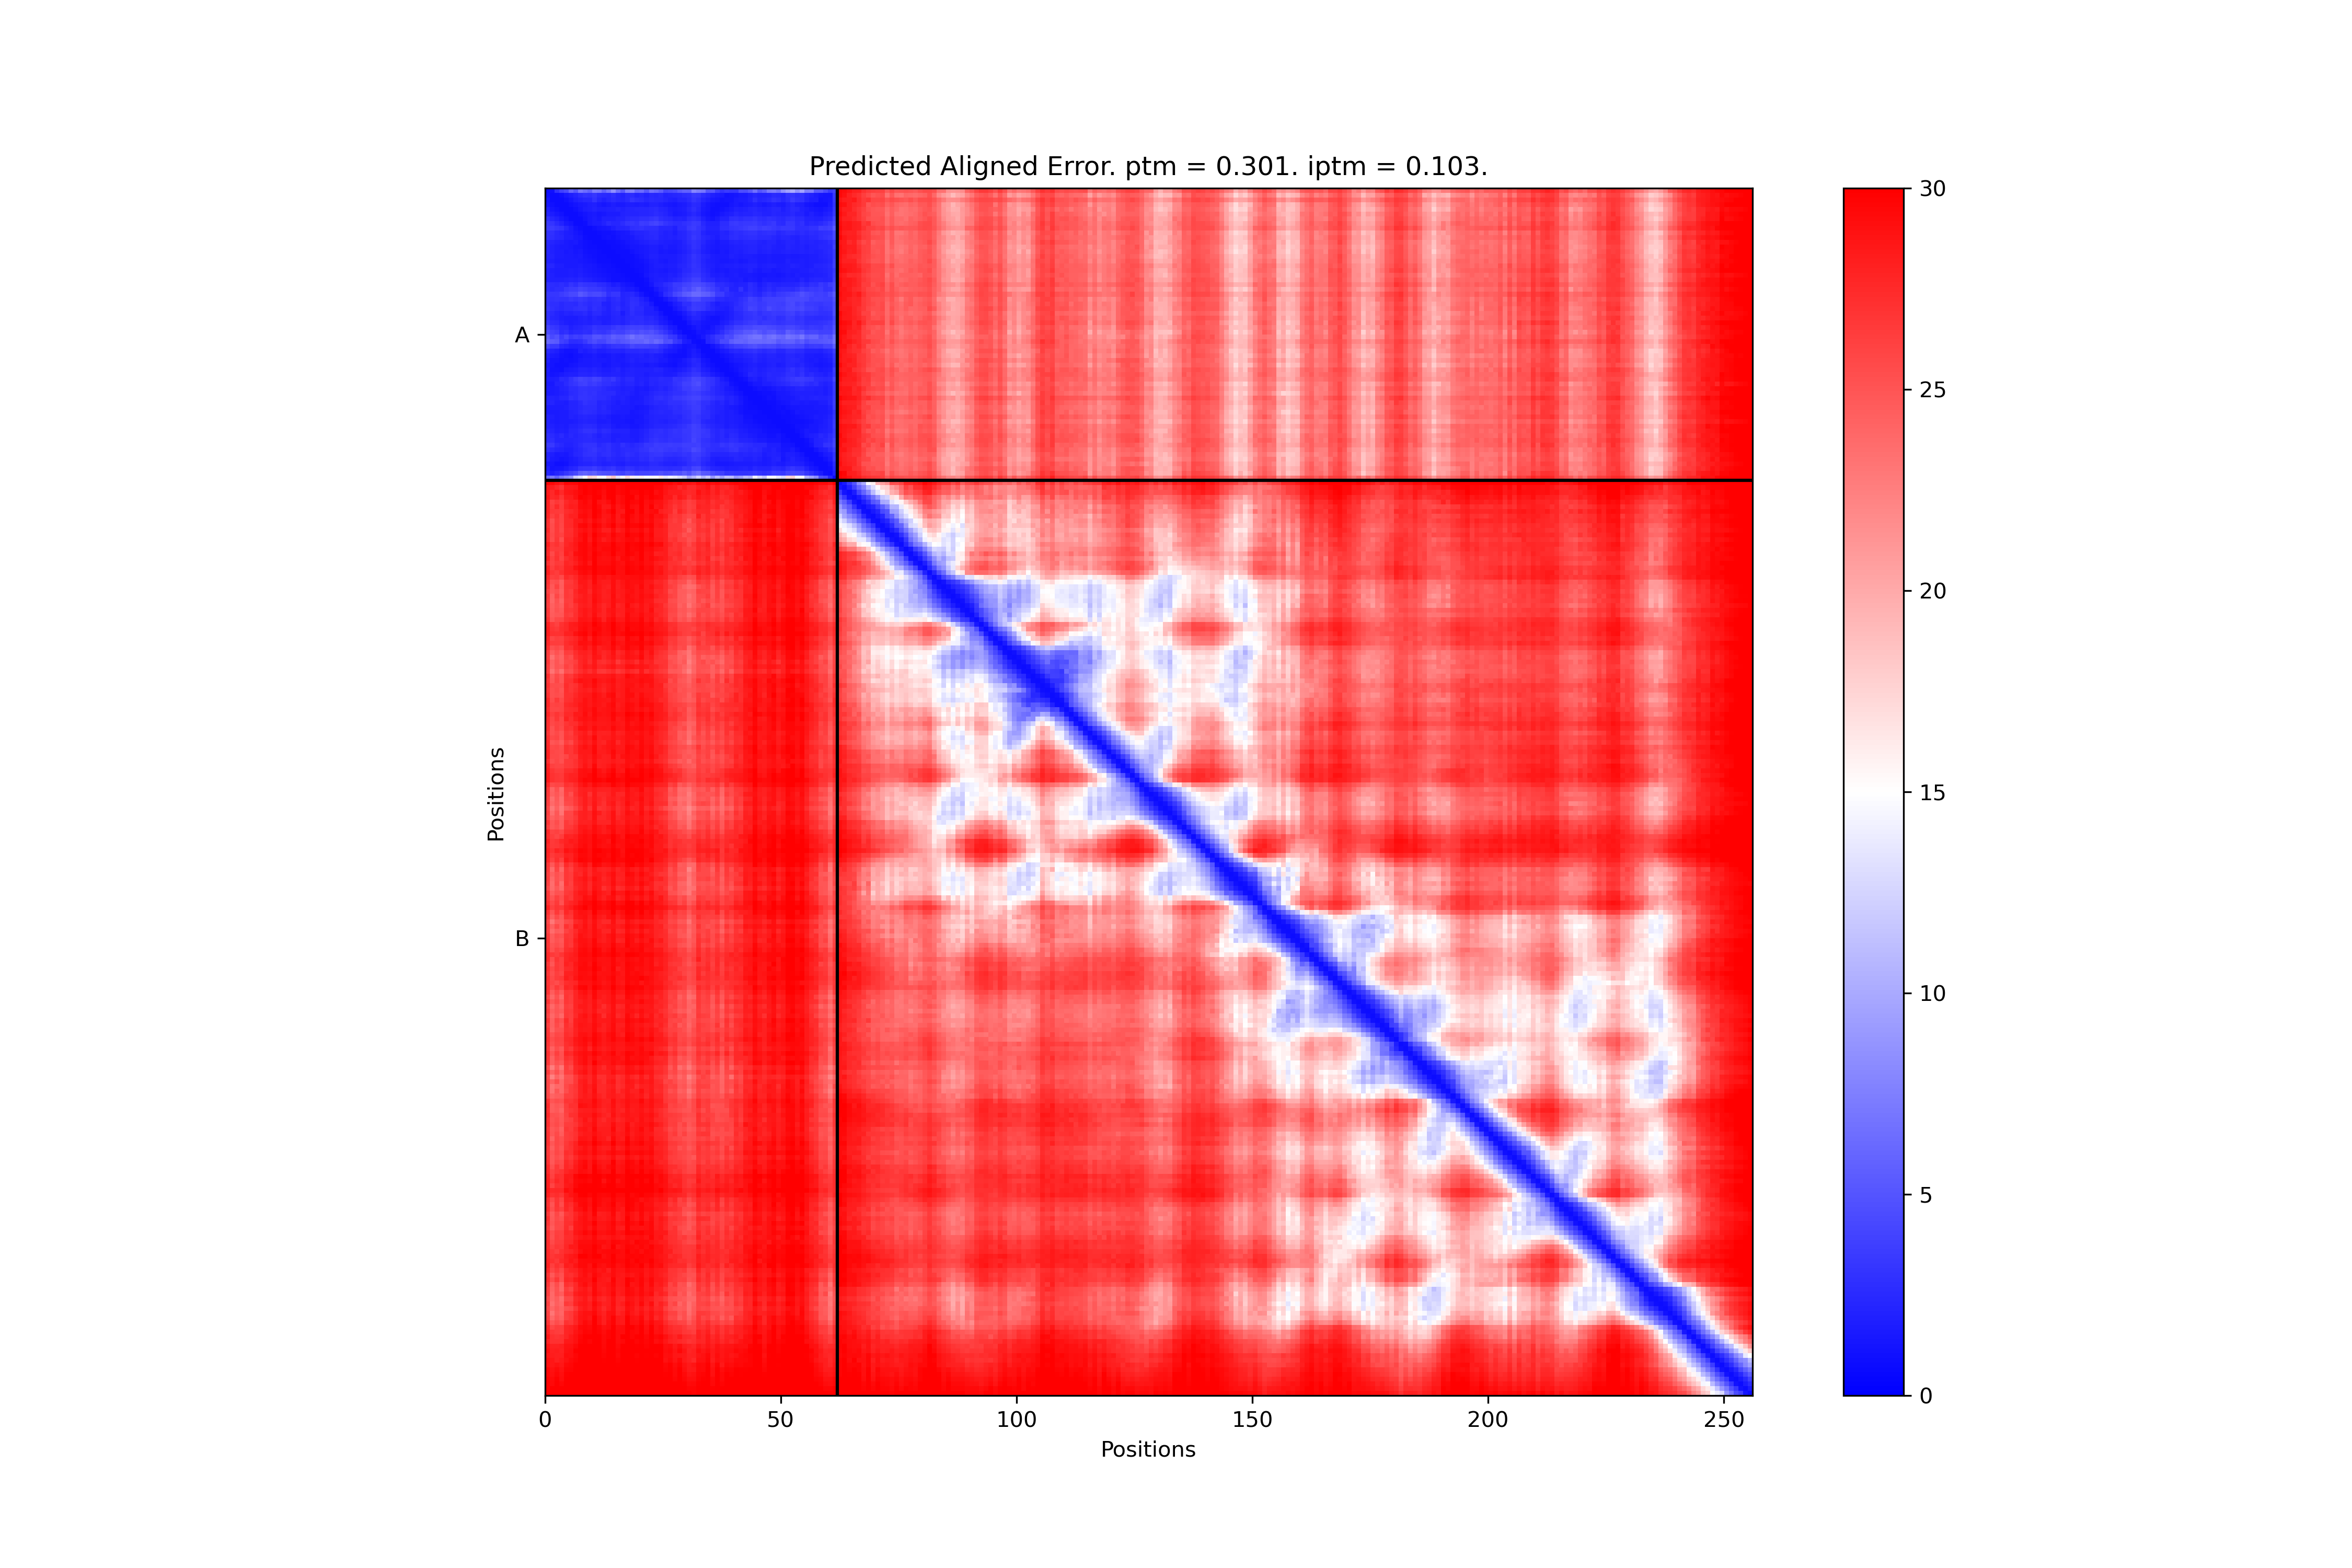 Predicted Aligned Error. ptm = 0.301. iptm = 0.103.
A
B
Positions
0 50 100 150 200 250
Positions
30
25
20
15
10
5
0